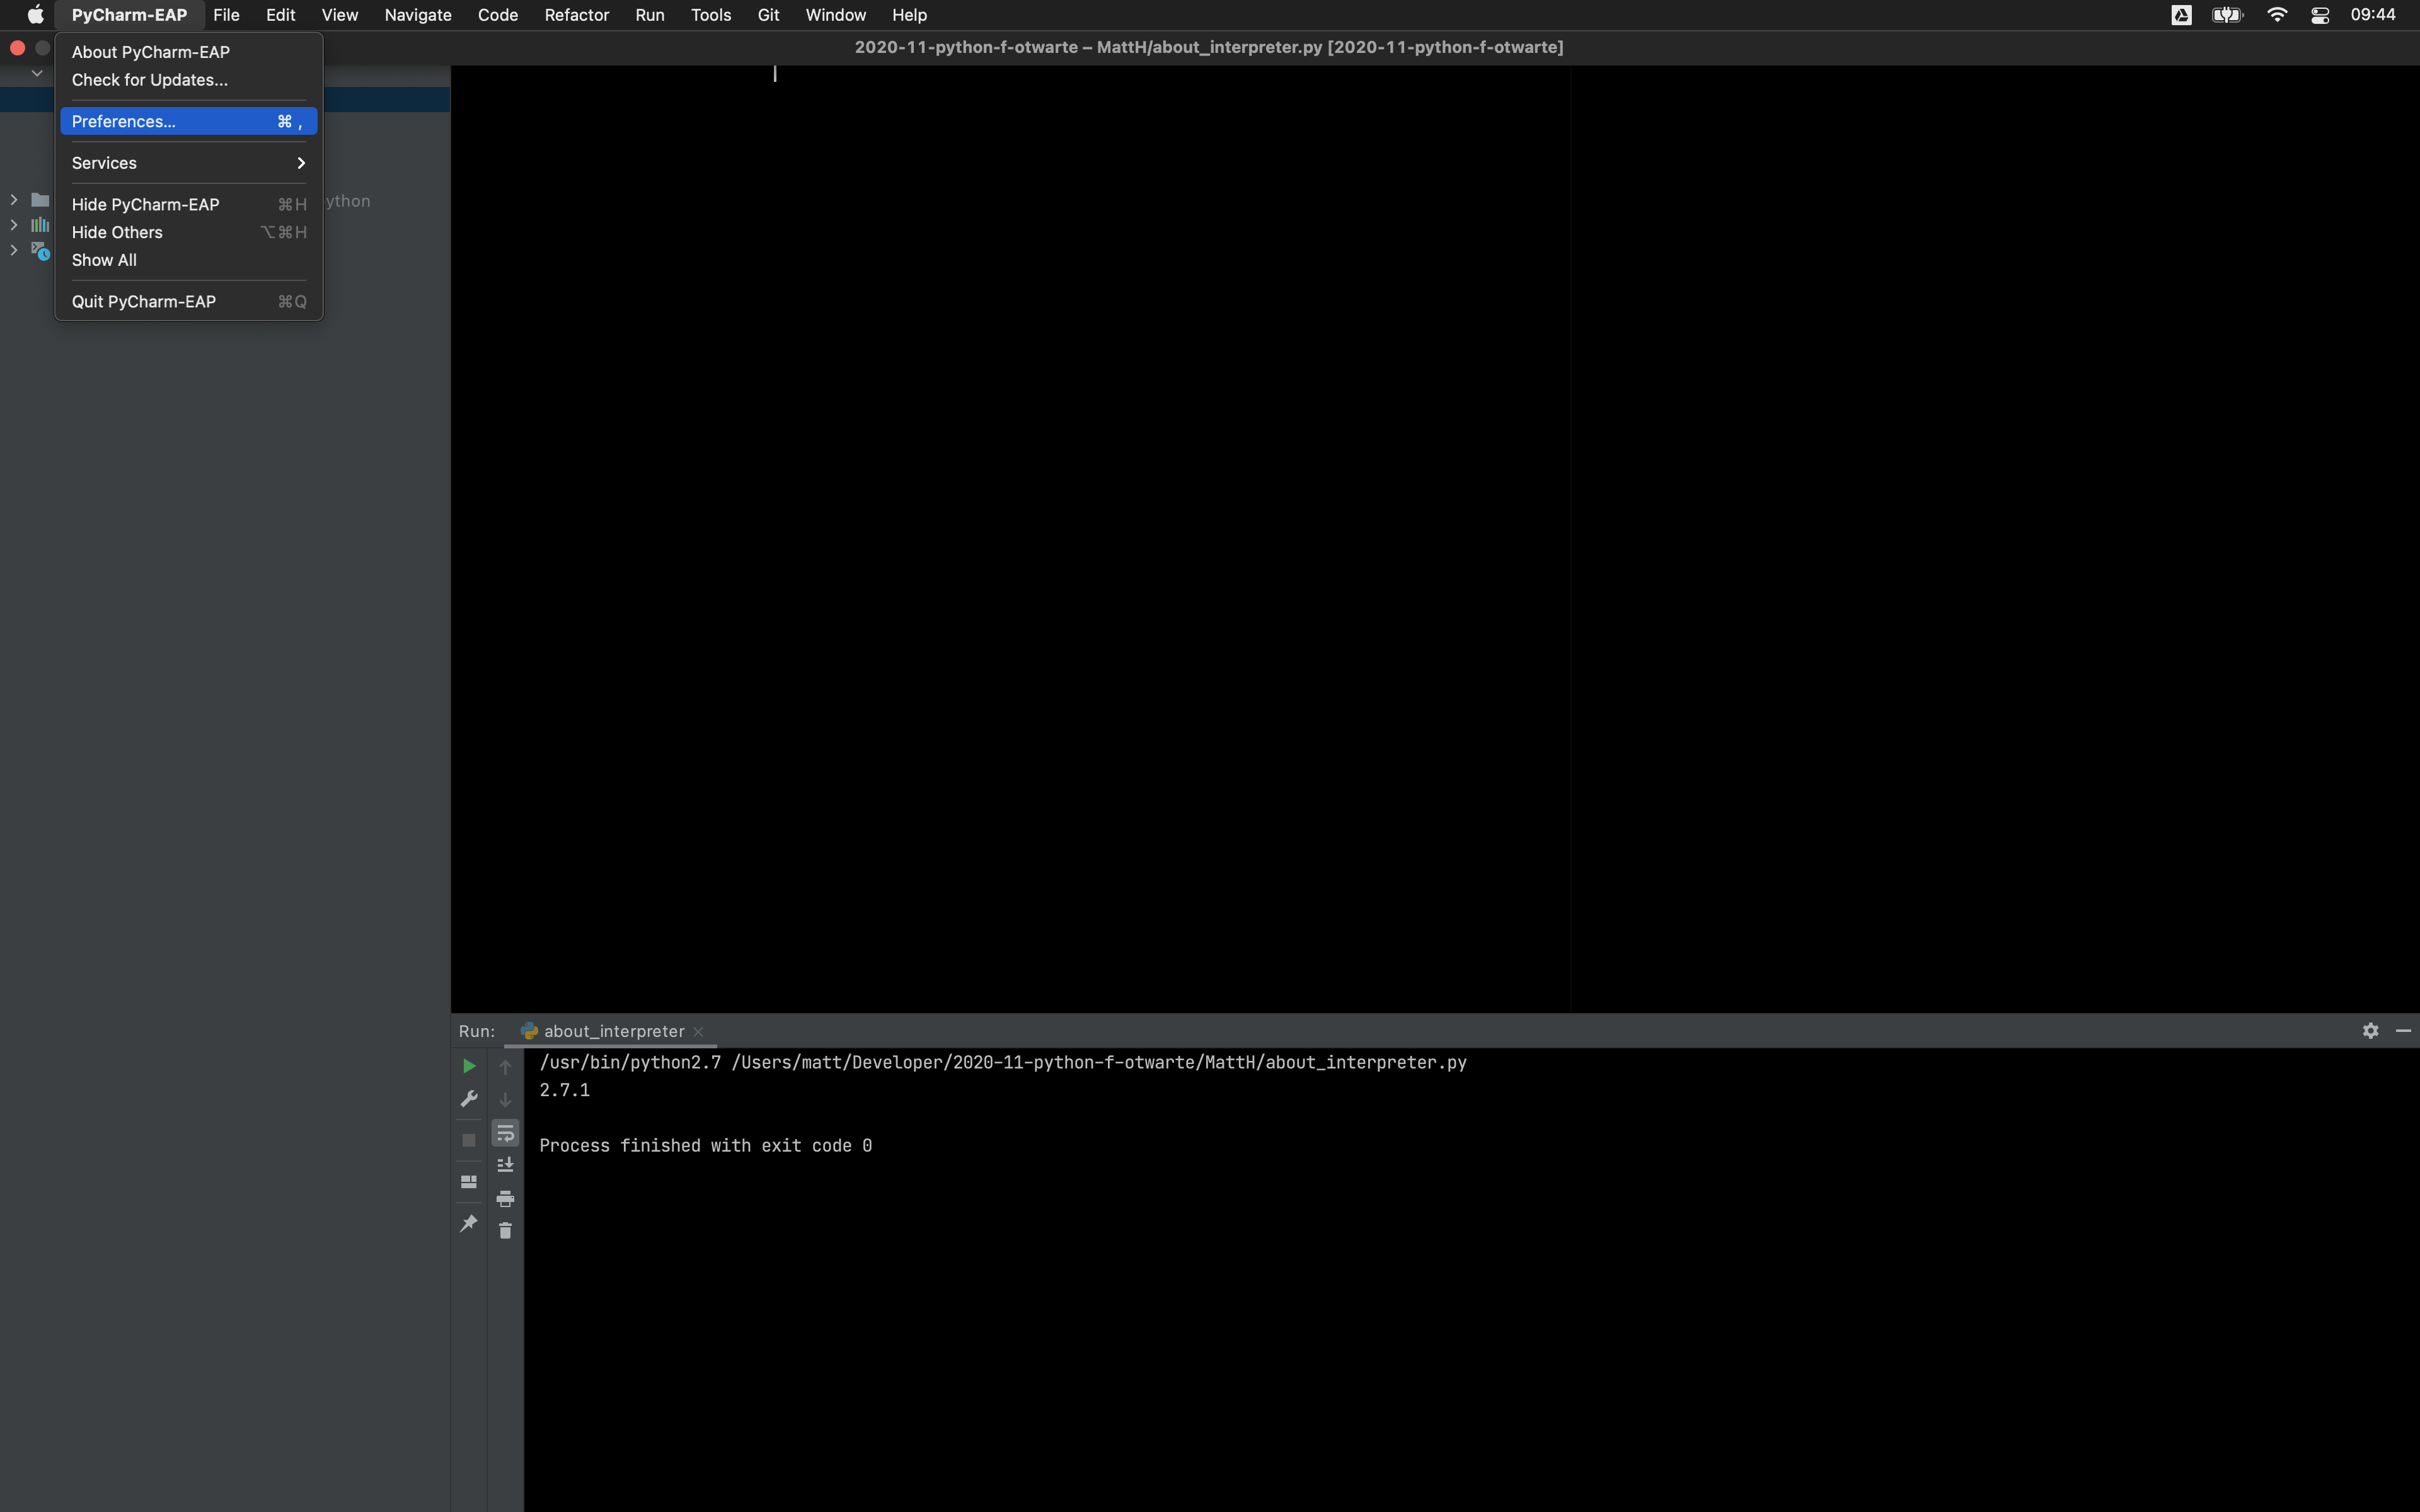 PyCharm-EAP File Edit View Navigate Code Refactor Run Tools Git Window Help 09:44
2020-11-python-f-otwarte – MattH/about_interpreter.py [2020-11-python-f-otwarte]
About PyCharm-EAP
Check for Updates...
Preferences... ⌘ ,
Services
ython
Hide PyCharm-EAP ⌘H
Hide Others ⌥⌘H
Show All
Quit PyCharm-EAP ⌘Q
Run: about_interpreter
/usr/bin/python2.7 /Users/matt/Developer/2020-11-python-f-otwarte/MattH/about_interpreter.py
2.7.1
Process finished with exit code 0